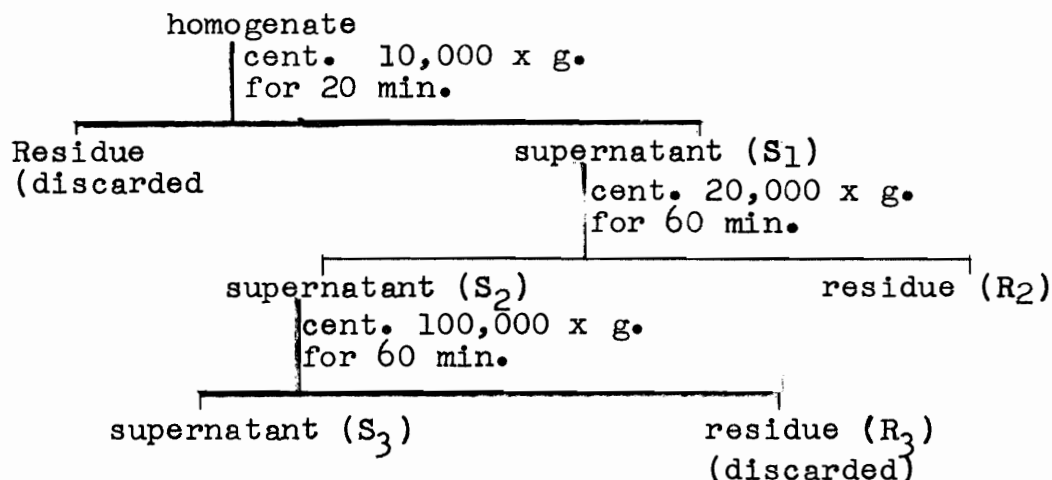 homogenate
cent. 10,000 x g.
for 20 min.
Residue
(discarded
supernatant (S1)
cent. 20,000 x g.
for 60 min.
supernatant (S2)
residue (R2)
cent. 100,000 x g.
for 60 min.
supernatant (S3)
residue (R3)
(discarded)